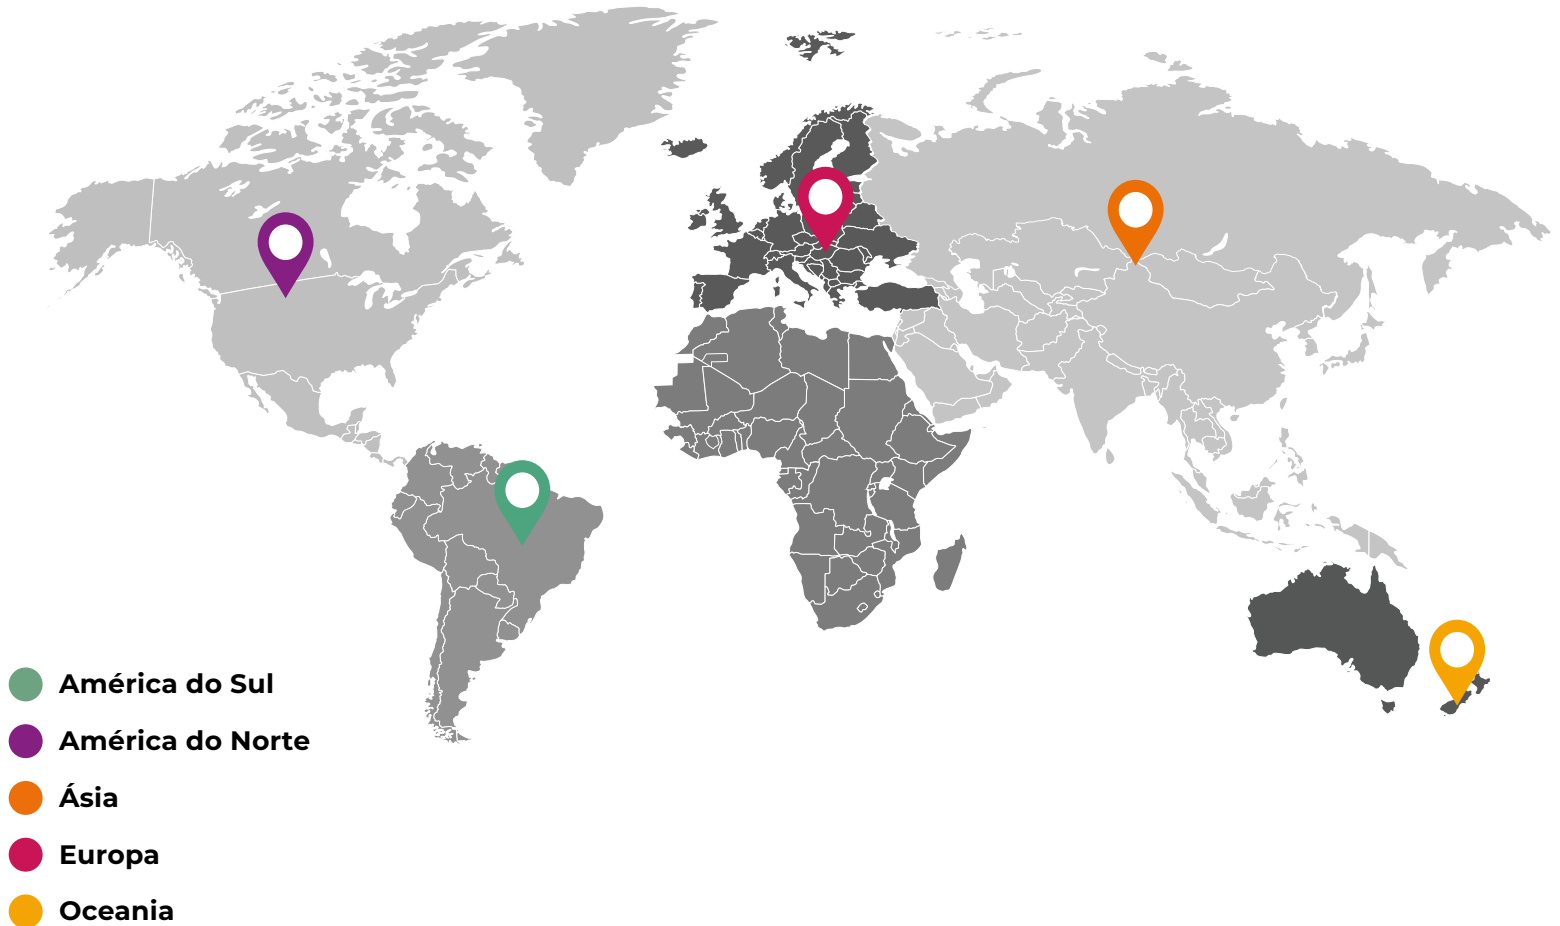 América do Sul
América do Norte
Ásia
Europa
Oceania